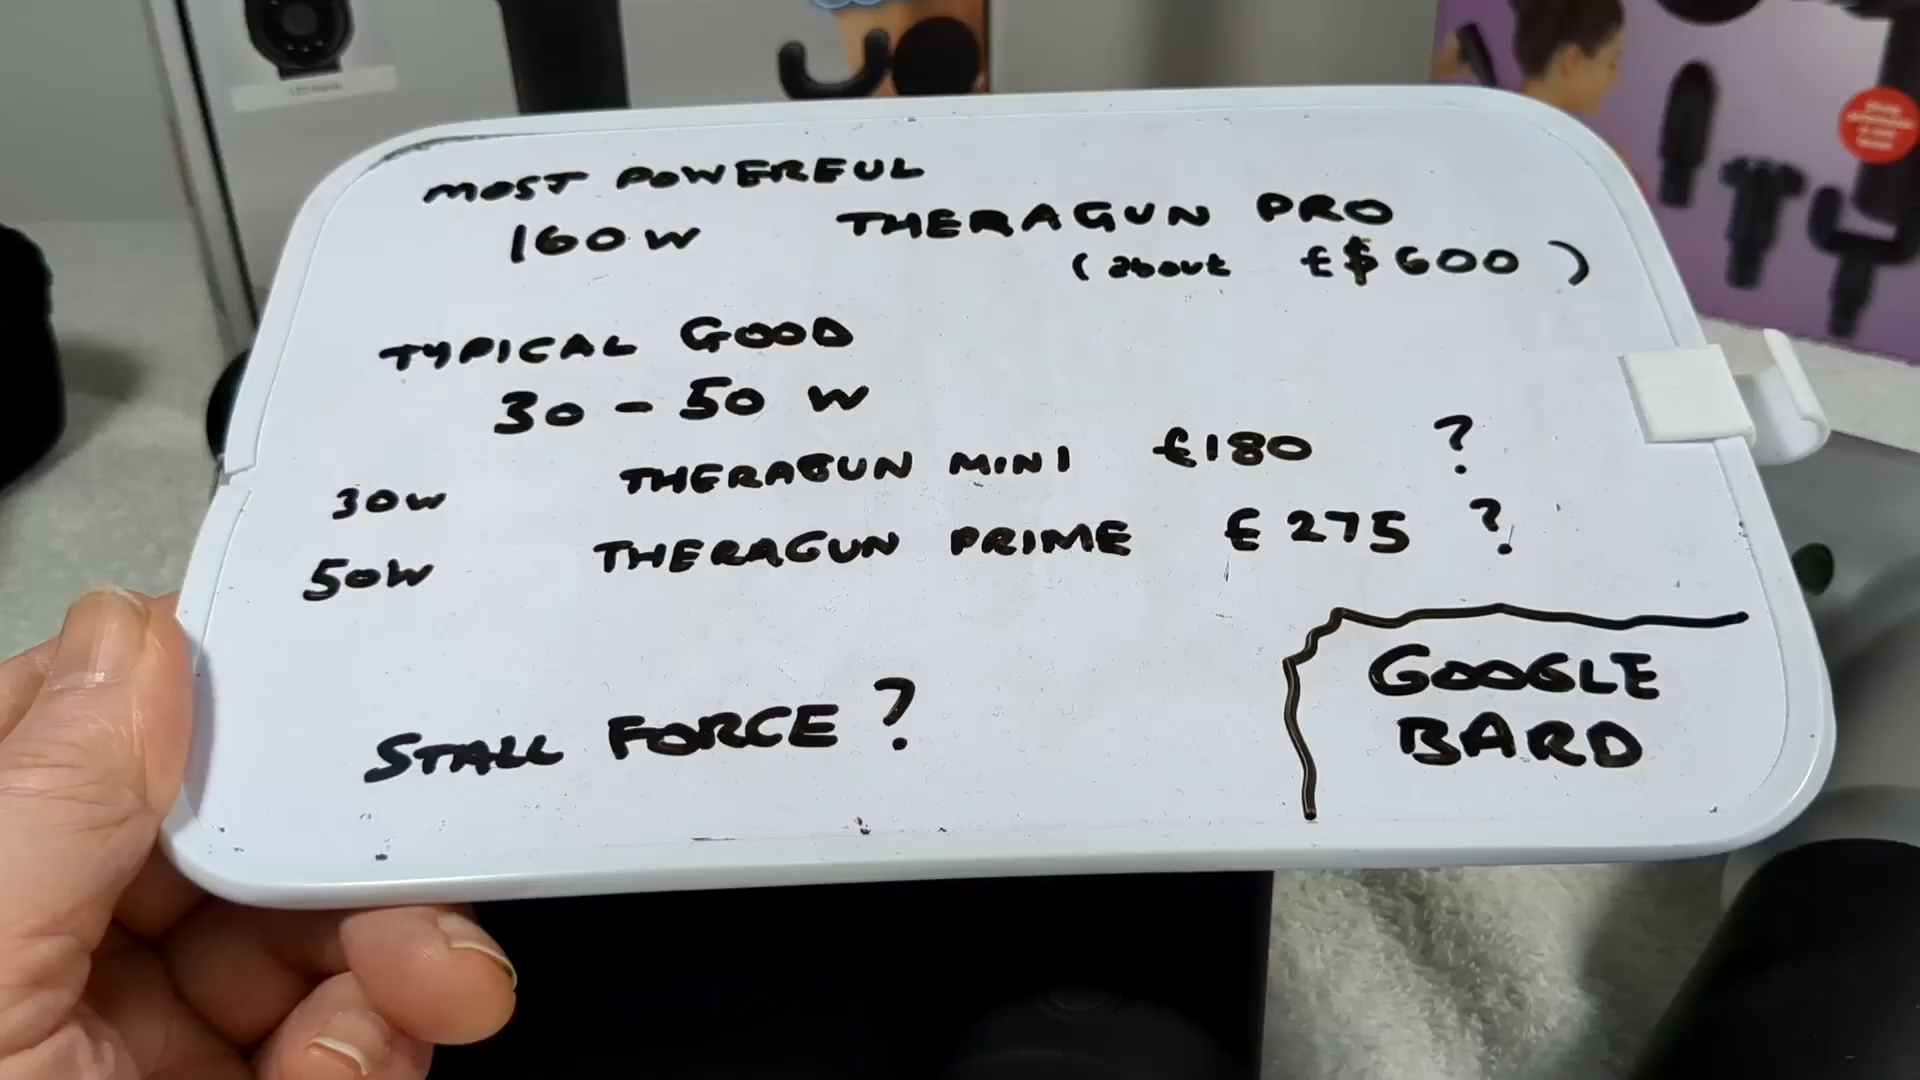 MOST POWERFUL
160W THERAGUN PRO
(about £$600)
TYPICAL GOOD
30-50 W
30W THERAGUN MINI £180 ?
50W THERAGUN PRIME £275 ?
STALL FORCE?
GOOGLE
BARD